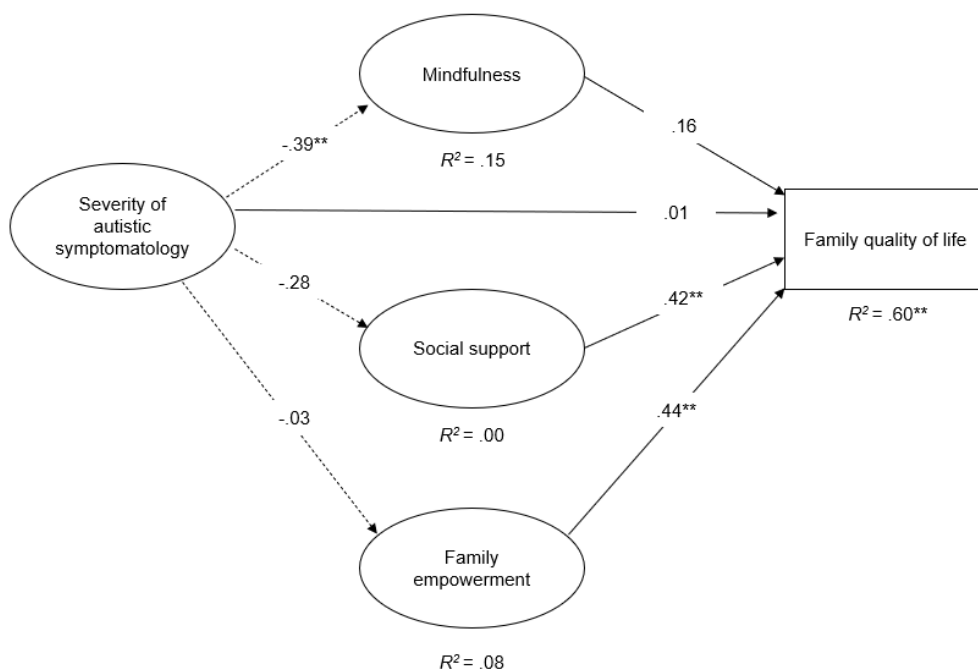 Mindfulness
-.39**
R² = .15
.16
Severity of
autistic
symptomatology
.01
Family quality of life
-.28
.42**
R² = .60**
Social support
-.03
R² = .00
.44**
Family
empowerment
R² = .08